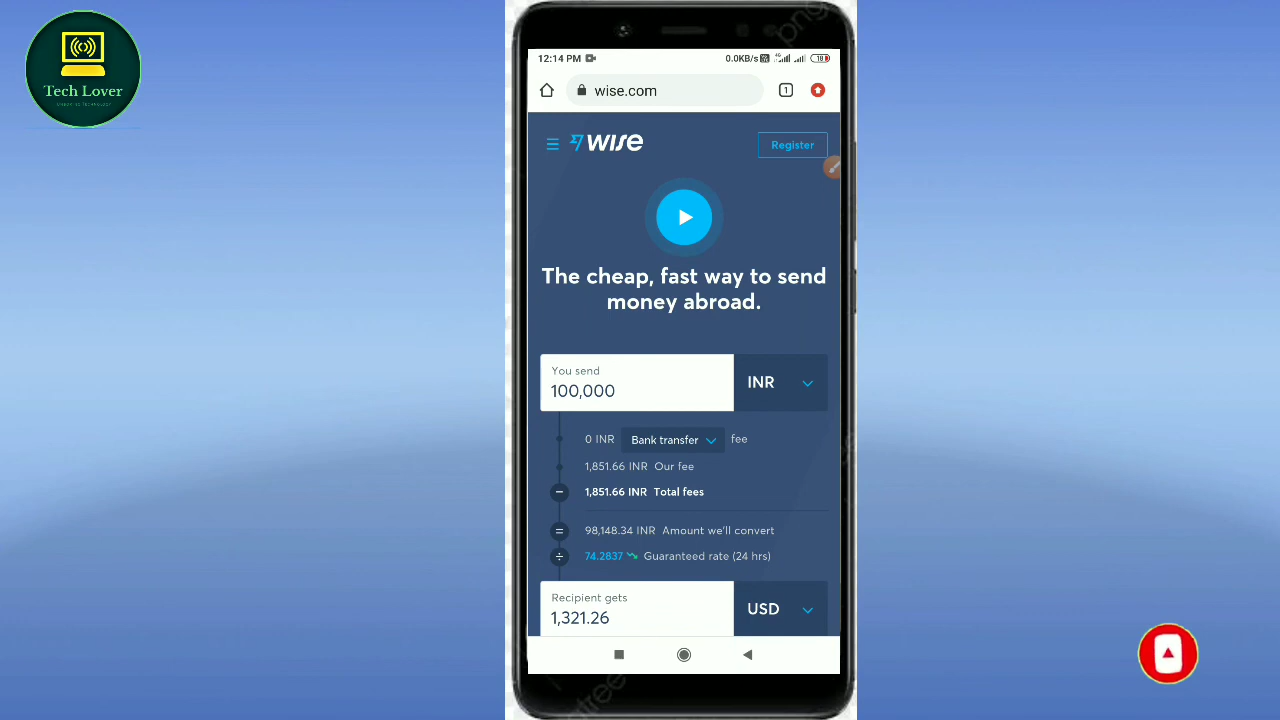 Tech Lover
12:14 PM
0.0KB/s
4G
18
wise.com
1
WISE
Register
The cheap, fast way to send
money abroad.
You send
100,000
INR
0 INR Bank transfer fee
1,851.66 INR Our fee
1,851.66 INR Total fees
98,148.34 INR Amount we'll convert
74.2837 Guaranteed rate (24 hrs)
Recipient gets
1,321.26
USD